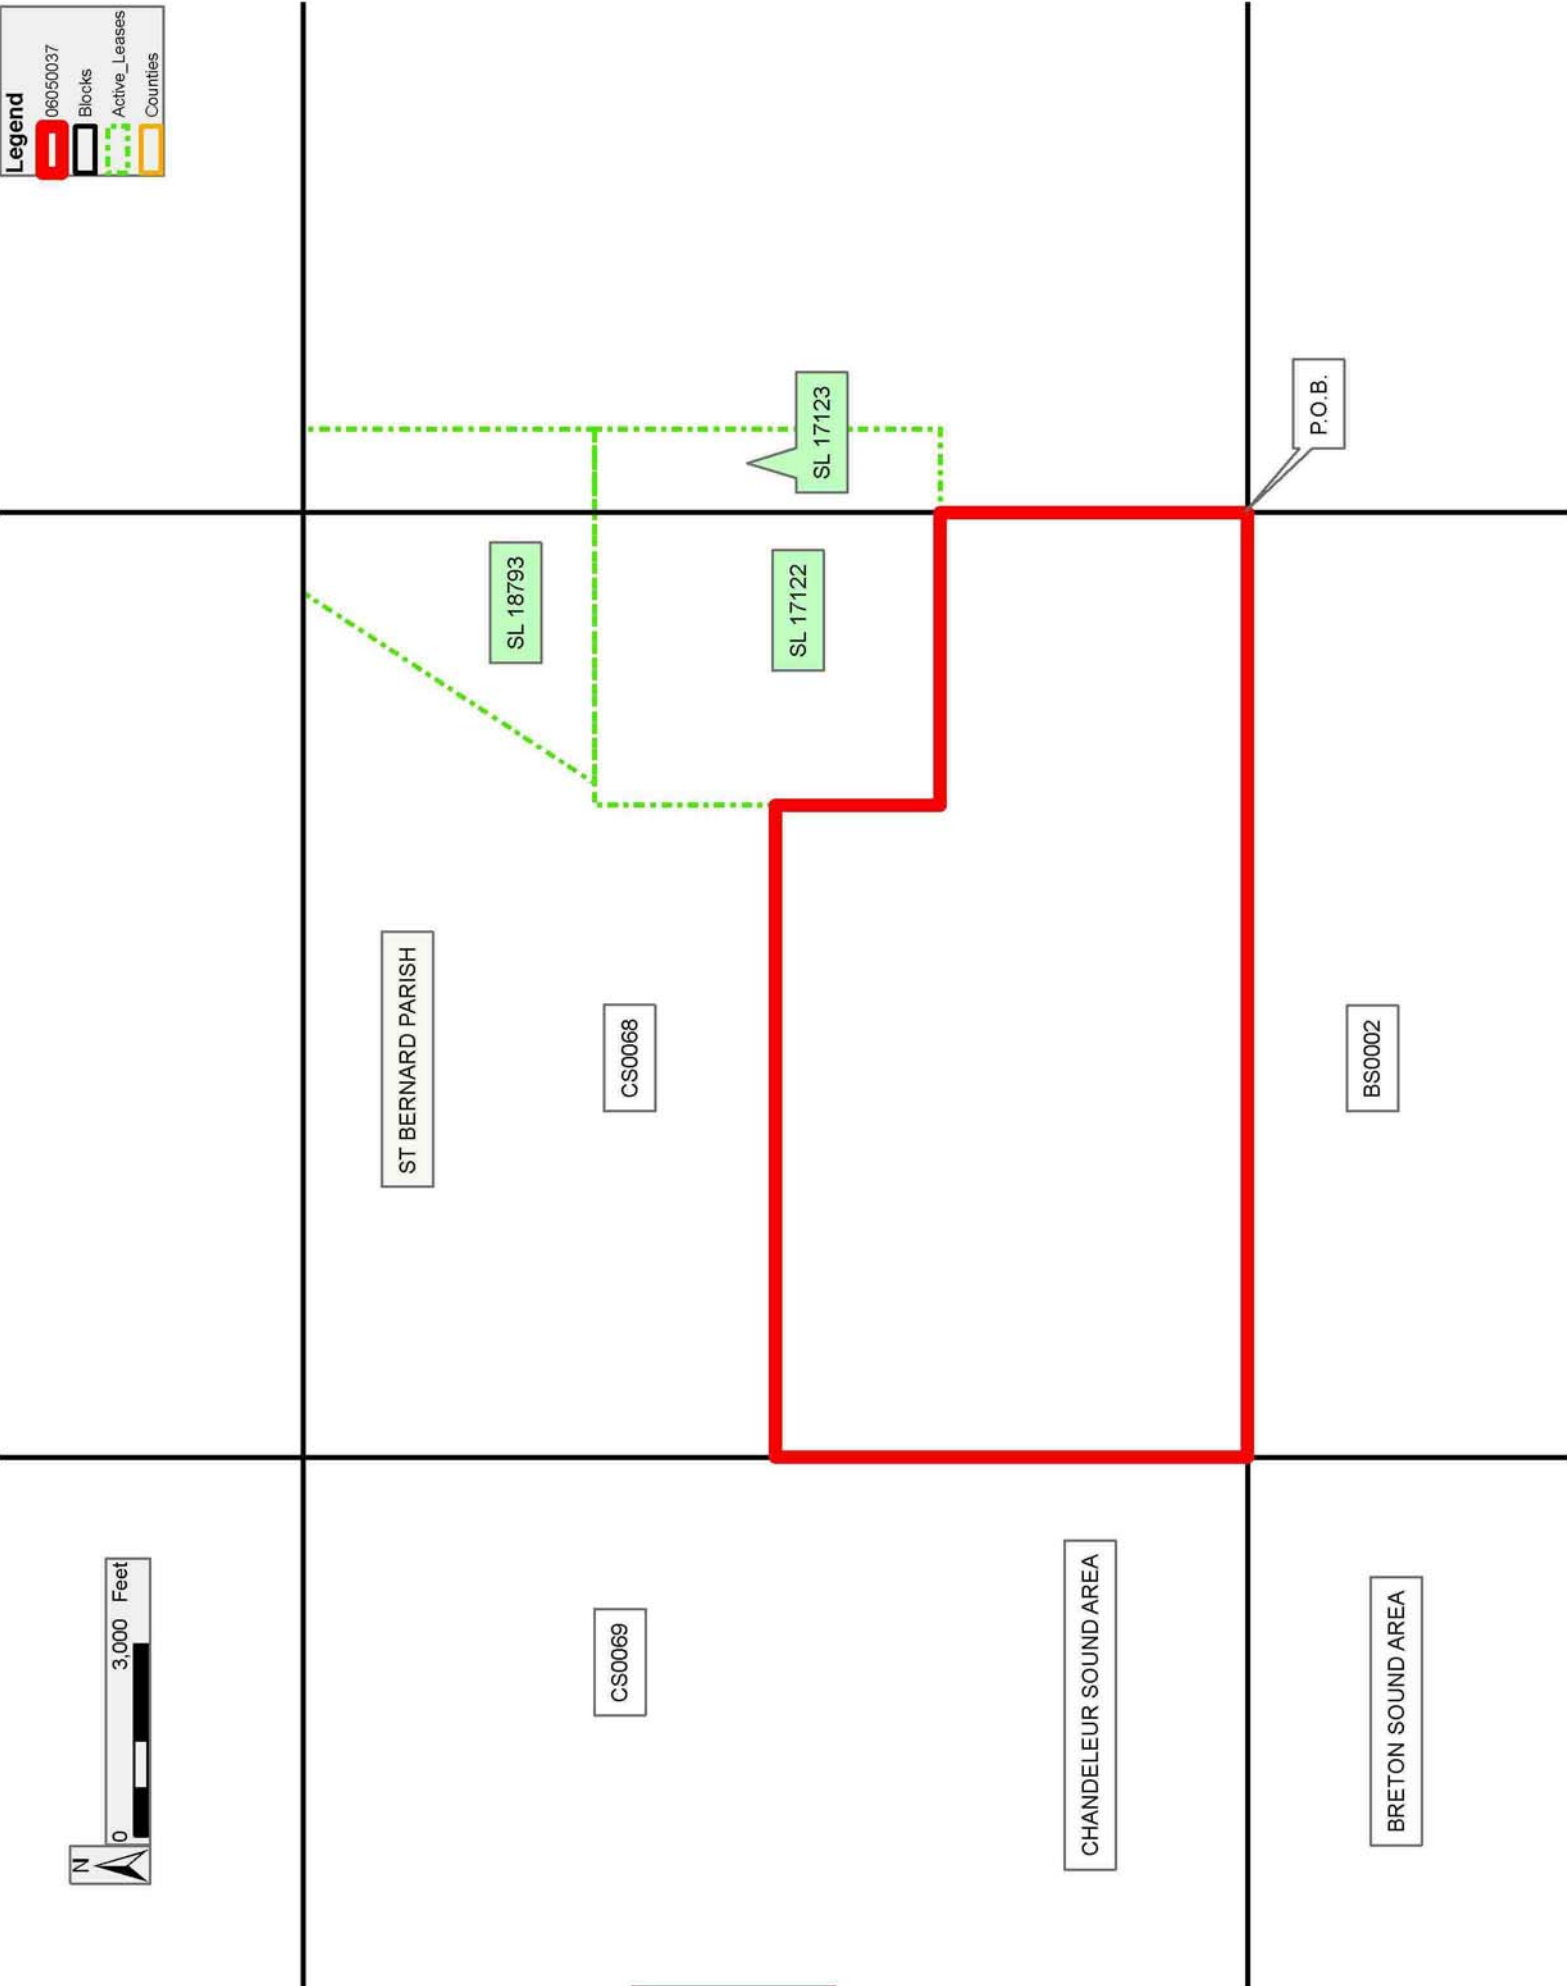 N
0 3,000 Feet
Legend
06050037
Blocks
Active_Leases
Counties
ST BERNARD PARISH
SL 18793
CS0069
CS0068
SL 17122
SL 17123
CHANDELEUR SOUND AREA
P.O.B.
BRETON SOUND AREA
BS0002